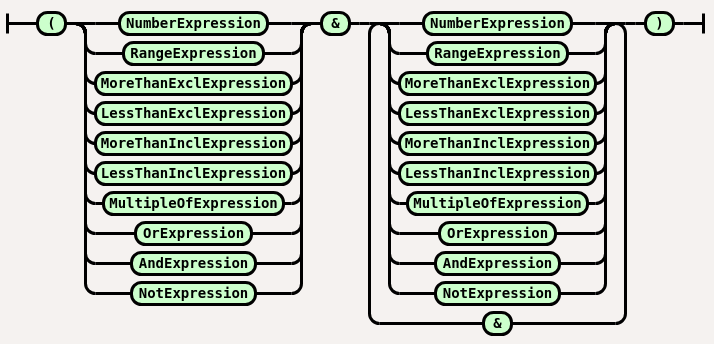 ( NumberExpression & NumberExpression )
RangeExpression RangeExpression
MoreThanExclExpression MoreThanExclExpression
LessThanExclExpression LessThanExclExpression
MoreThanInclExpression MoreThanInclExpression
LessThanInclExpression LessThanInclExpression
MultipleOfExpression MultipleOfExpression
OrExpression OrExpression
AndExpression AndExpression
NotExpression NotExpression
&